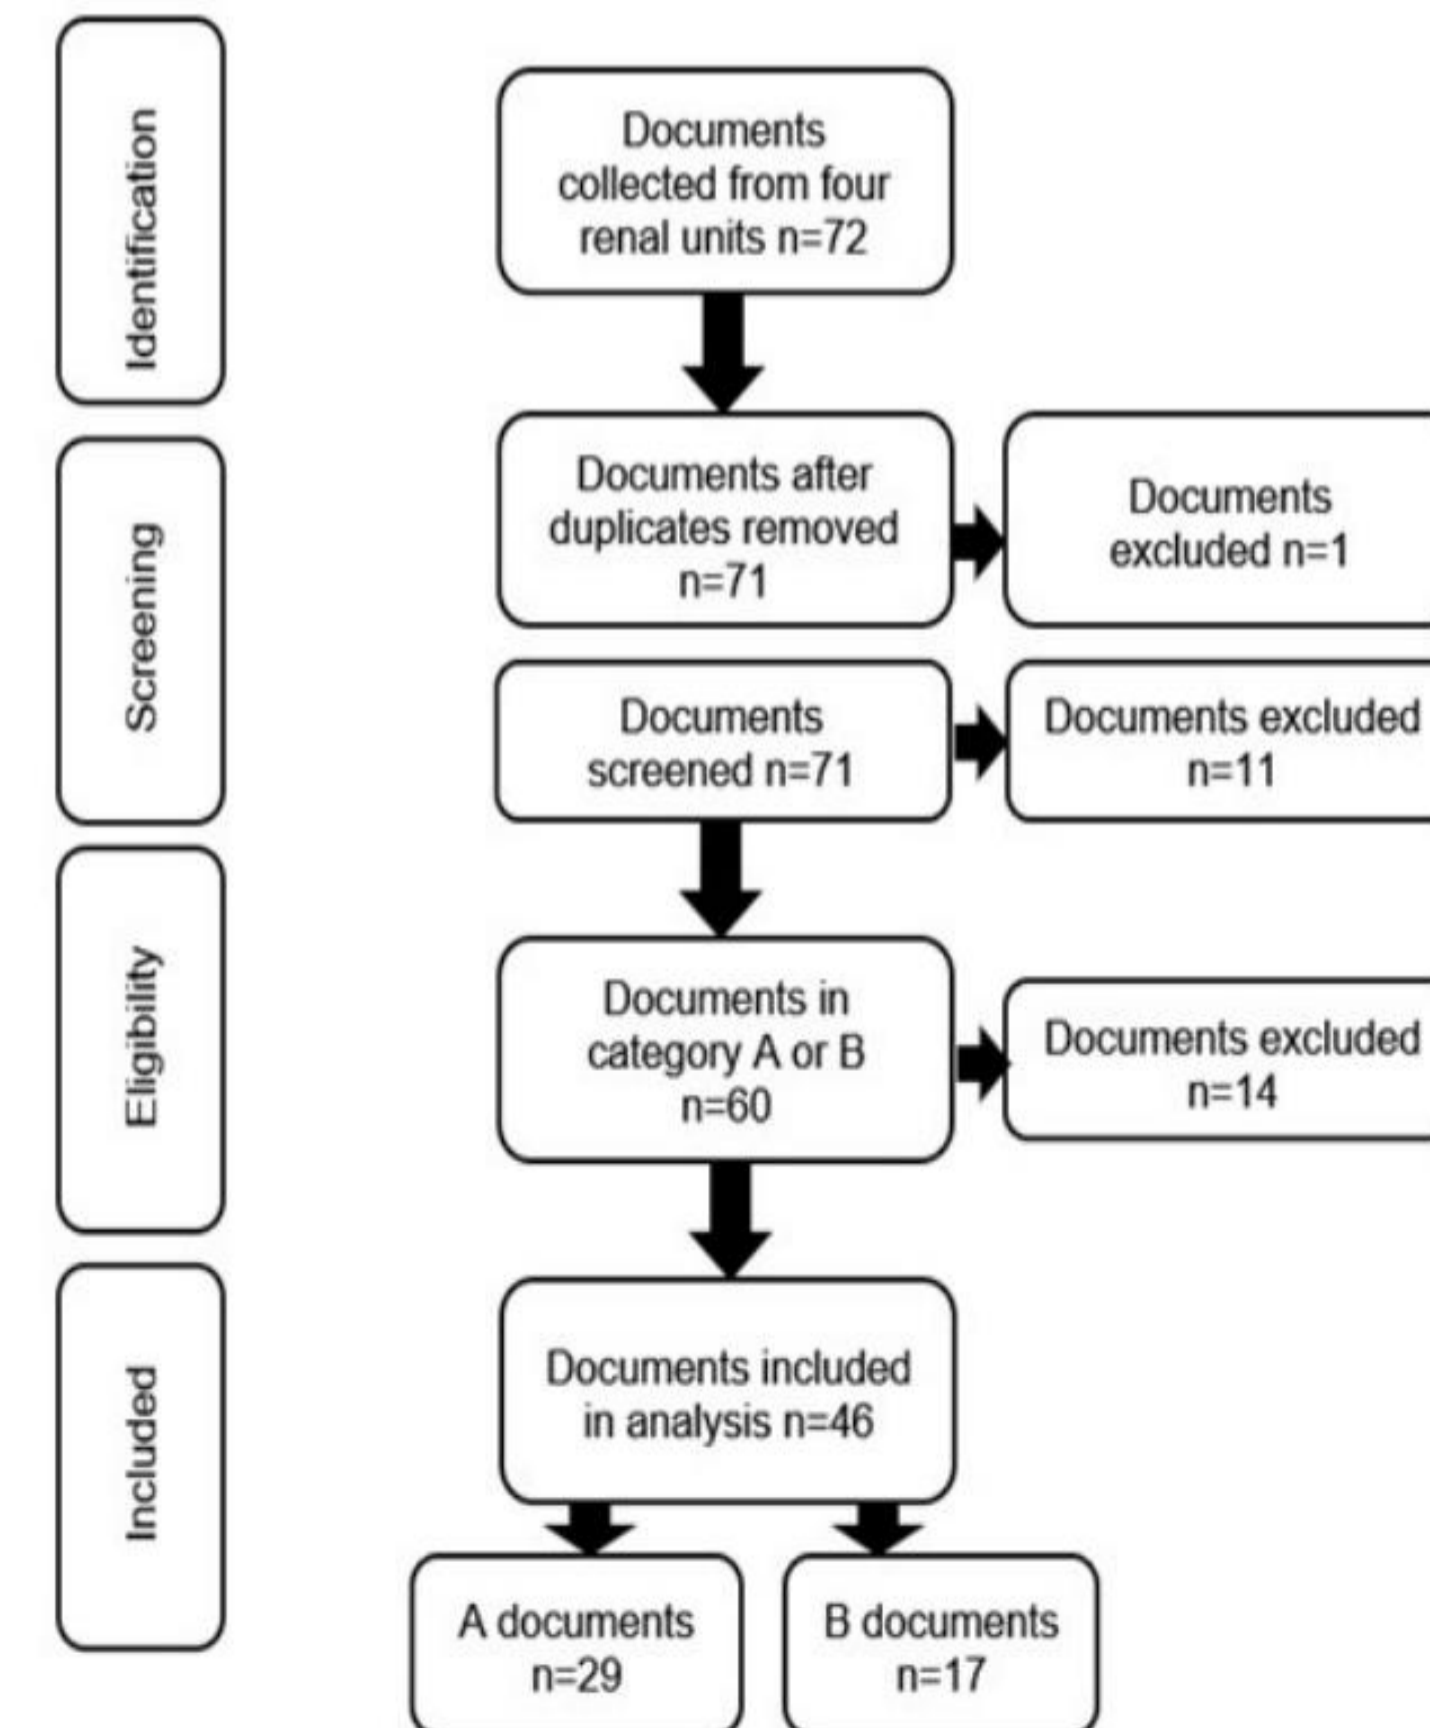 Identification
Documents
collected from four
renal units n=72
Screening
Documents after
duplicates removed
n=71
Documents
excluded n=1
Documents
screened n=71
Documents excluded
n=11
Eligibility
Documents in
category A or B
n=60
Documents excluded
n=14
Included
Documents included
in analysis n=46
A documents
n=29
B documents
n=17